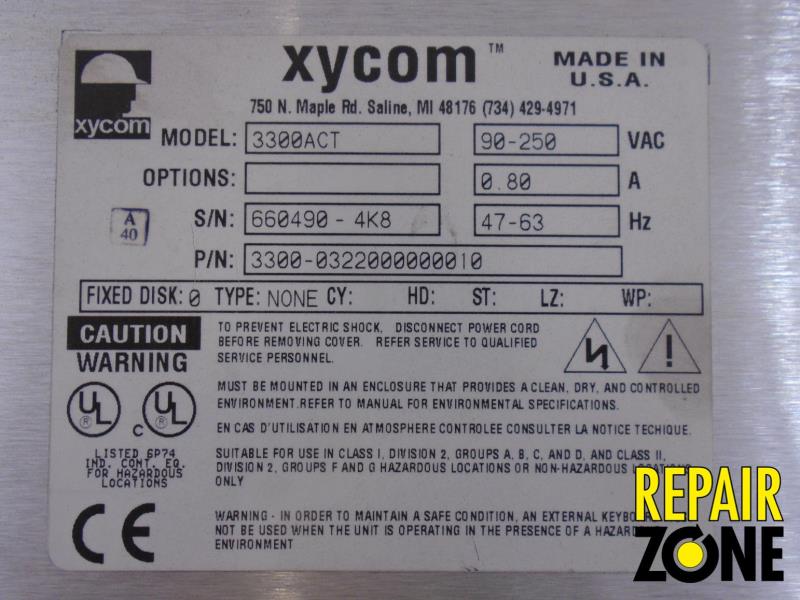 xycom
xycom™
MADE IN
U.S.A.
750 N. Maple Rd. Saline, MI 48176 (734) 429-4971
MODEL: 3300ACT 90-250 VAC
OPTIONS: 0.80 A
A
40
S/N: 660490-4K8 47-63 Hz
P/N: 3300-0322000000010
FIXED DISK: 0 TYPE: NONE CY: HD: ST: LZ: WP:
CAUTION
WARNING
TO PREVENT ELECTRIC SHOCK, DISCONNECT POWER CORD
BEFORE REMOVING COVER. REFER SERVICE TO QUALIFIED
SERVICE PERSONNEL.
MUST BE MOUNTED IN AN ENCLOSURE THAT PROVIDES A CLEAN, DRY, AND CONTROLLED
ENVIRONMENT. REFER TO MANUAL FOR ENVIRONMENTAL SPECIFICATIONS.
EN CAS D'UTILISATION EN ATMOSPHERE CONTROLEE CONSULTER LA NOTICE TECHIQUE.
UL C UL
LISTED 6P74
IND. CONT. EQ.
FOR HAZARDOUS
LOCATIONS
SUITABLE FOR USE IN CLASS I, DIVISION 2, GROUPS A, B, C, AND D, AND CLASS II,
DIVISION 2, GROUPS F AND G HAZARDOUS LOCATIONS OR NON-HAZARDOUS LOCATIONS
ONLY
CE
WARNING - IN ORDER TO MAINTAIN A SAFE CONDITION, AN EXTERNAL
NOT BE USED WHEN THE UNIT IS OPERATING IN THE PRESENCE OF A
ENVIRONMENT
REPAIR
ZONE